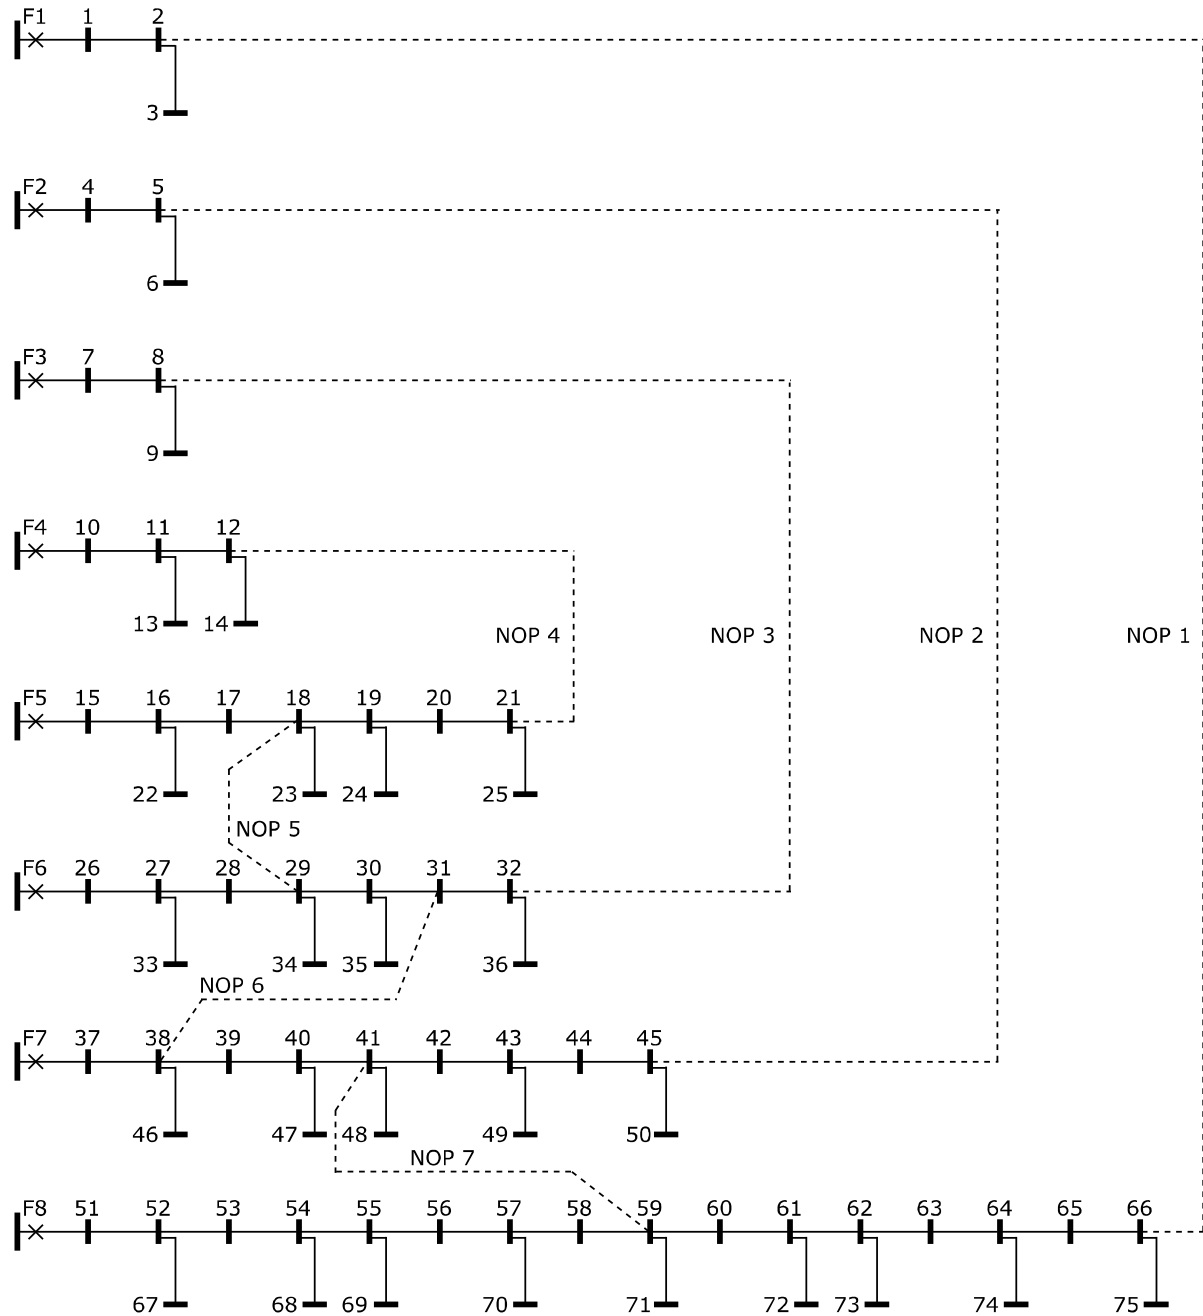 F1 1 2
3
F2 4 5
6
F3 7 8
9
F4 10 11 12
13 14
NOP 4 NOP 3 NOP 2 NOP 1
F5 15 16 17 18 19 20 21
22 23 24 25
NOP 5
F6 26 27 28 29 30 31 32
33 34 35 36
NOP 6
F7 37 38 39 40 41 42 43 44 45
46 47 48 49 50
NOP 7
F8 51 52 53 54 55 56 57 58 59 60 61 62 63 64 65 66
67 68 69 70 71 72 73 74 75